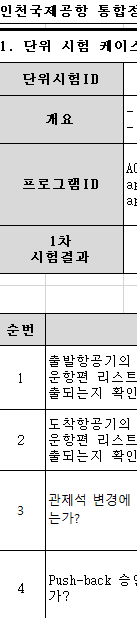 인천국제공항 통합정
1. 단위 시험 케이스
단위시험ID
개요
-
-
프로그램ID
AO
ap
ap
1차
시험결과
순번
1
출발항공기의
운항편 리스트
출되는지 확인
2
도착항공기의
운항편 리스트
출되는지 확인
3
관제석 변경에
는가?
4
Push-back 승인
가?